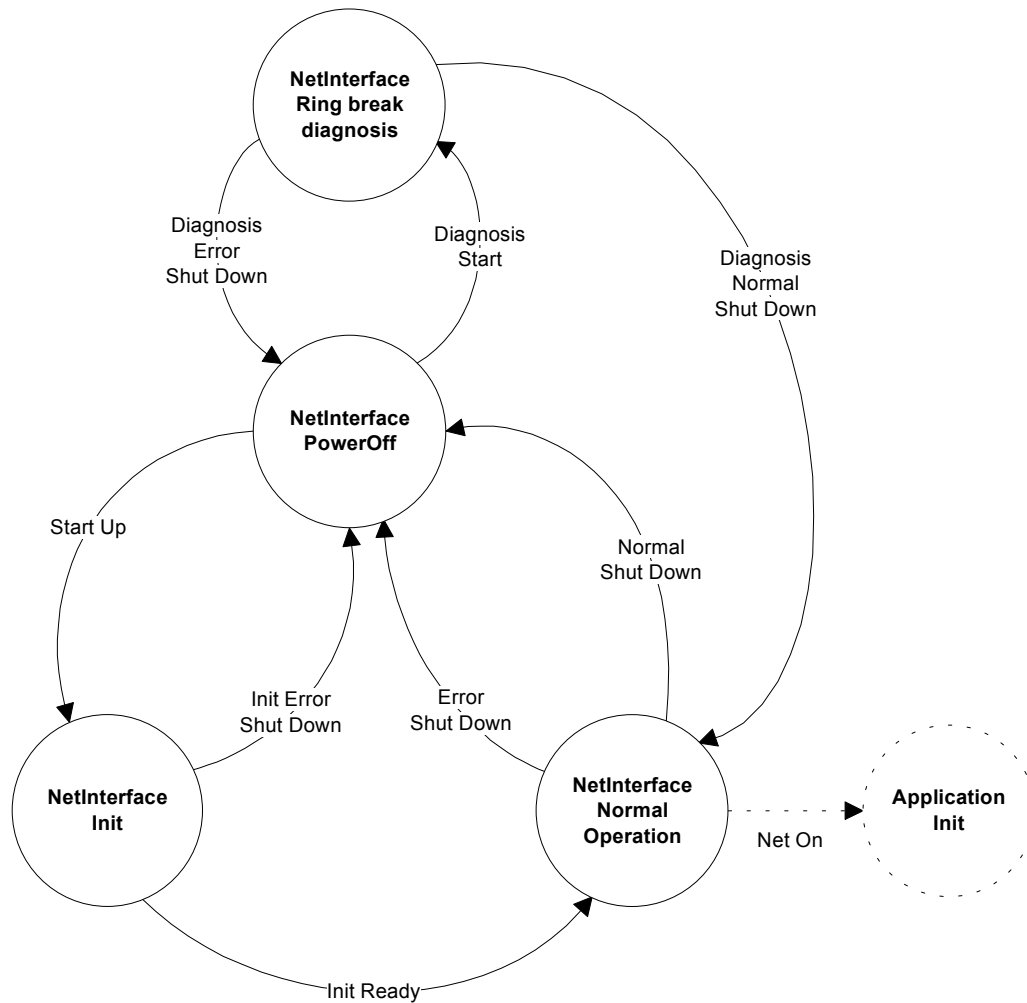 NetInterface
Ring break
diagnosis
Diagnosis
Error
Shut Down
Diagnosis
Start
Diagnosis
Normal
Shut Down
NetInterface
PowerOff
Start Up
Normal
Shut Down
Init Error
Shut Down
Error
Shut Down
NetInterface
Init
NetInterface
Normal
Operation
Net On
Application
Init
Init Ready